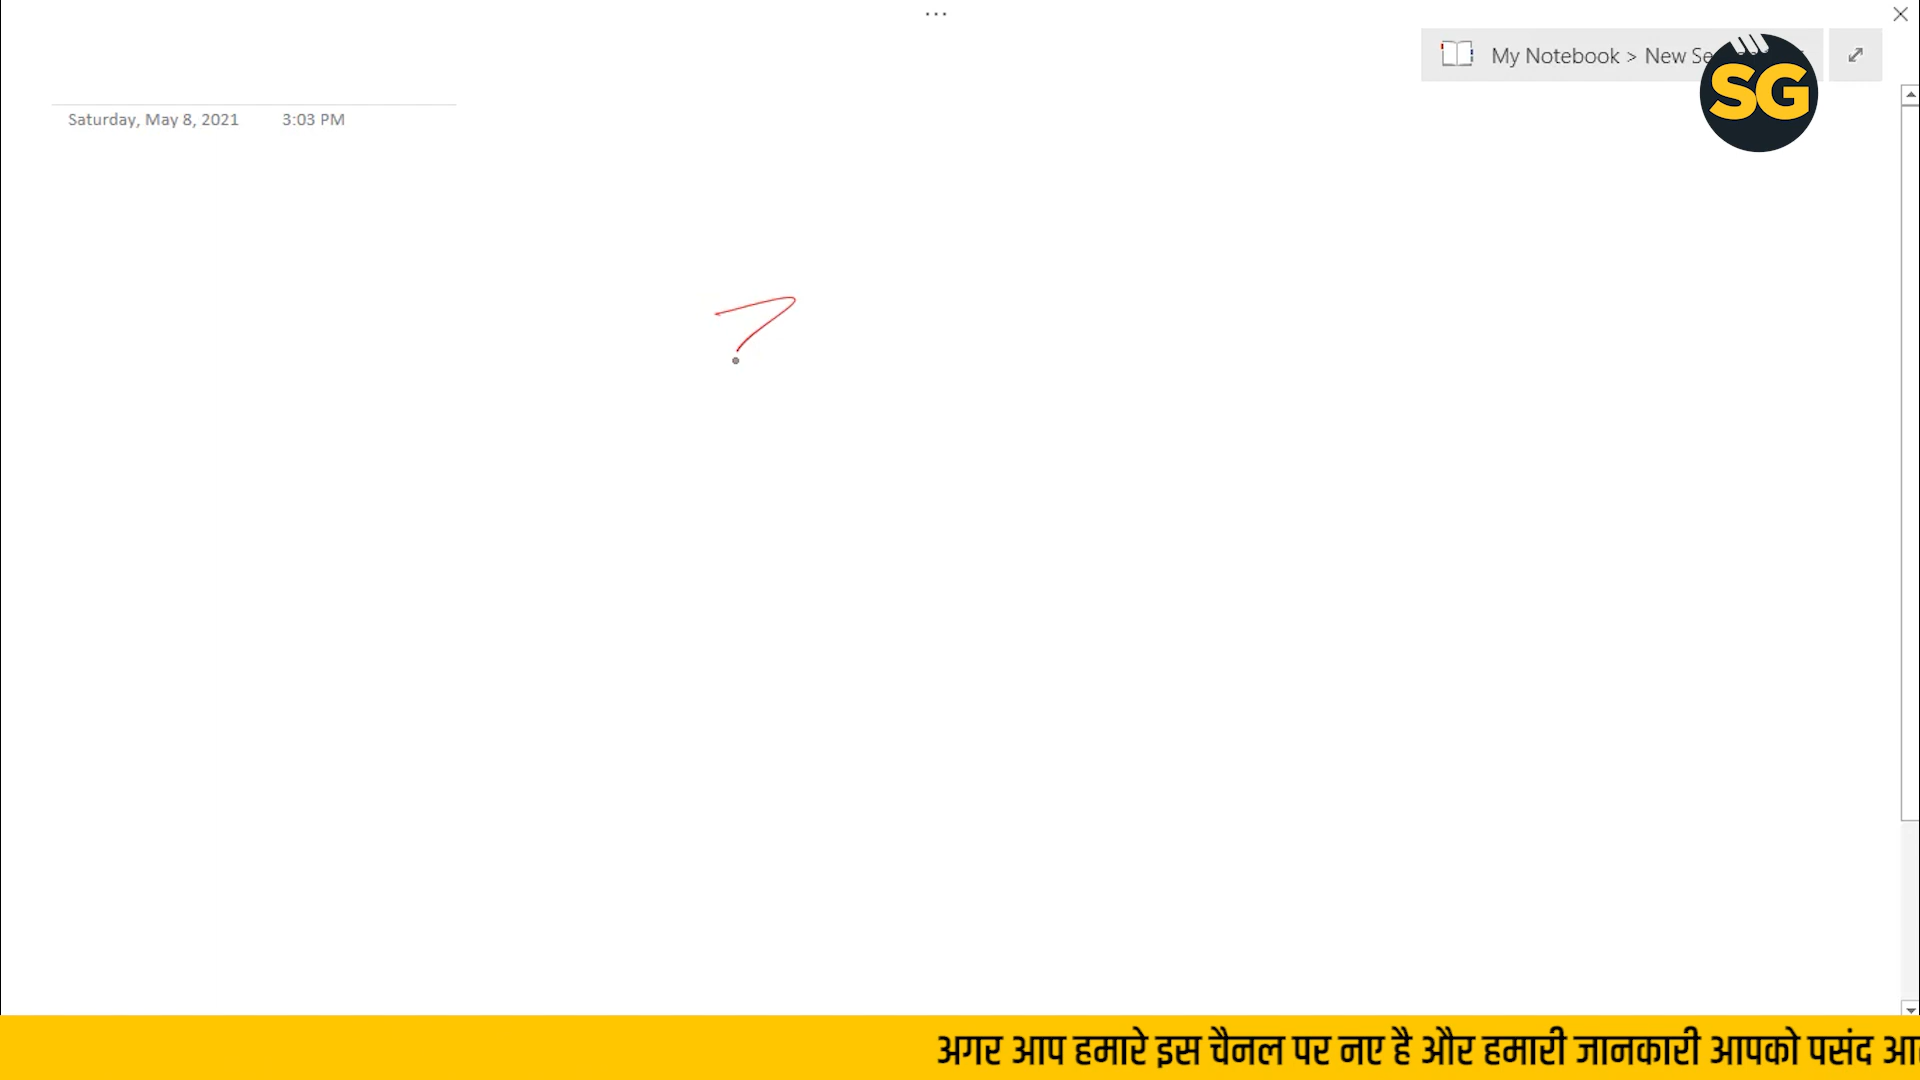 My Notebook > New Se
SG
Saturday, May 8, 2021 3:03 PM
अगर आप हमारे इस चैनल पर नए है और हमारी जानकारी आपको पसंद